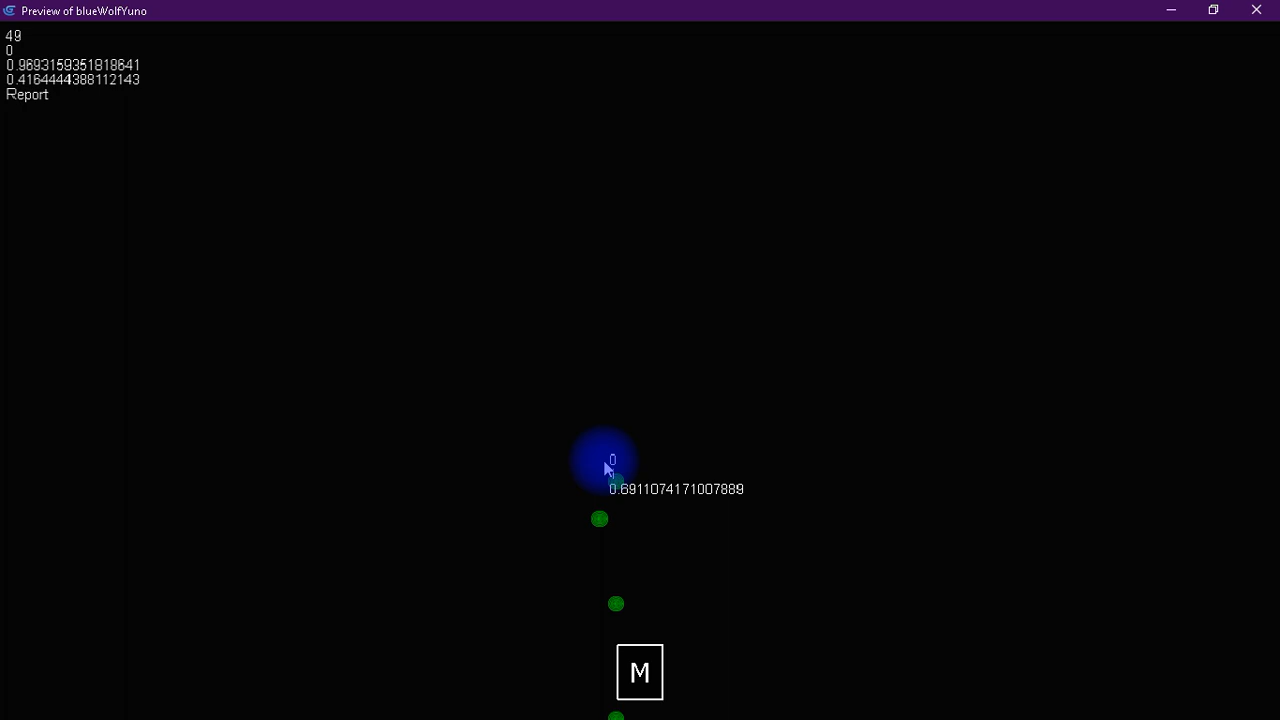 Preview of blueWolfYuno
49
0
0.9693159351818641
0.4164444388112143
Report
0
0.6911074171007889
M